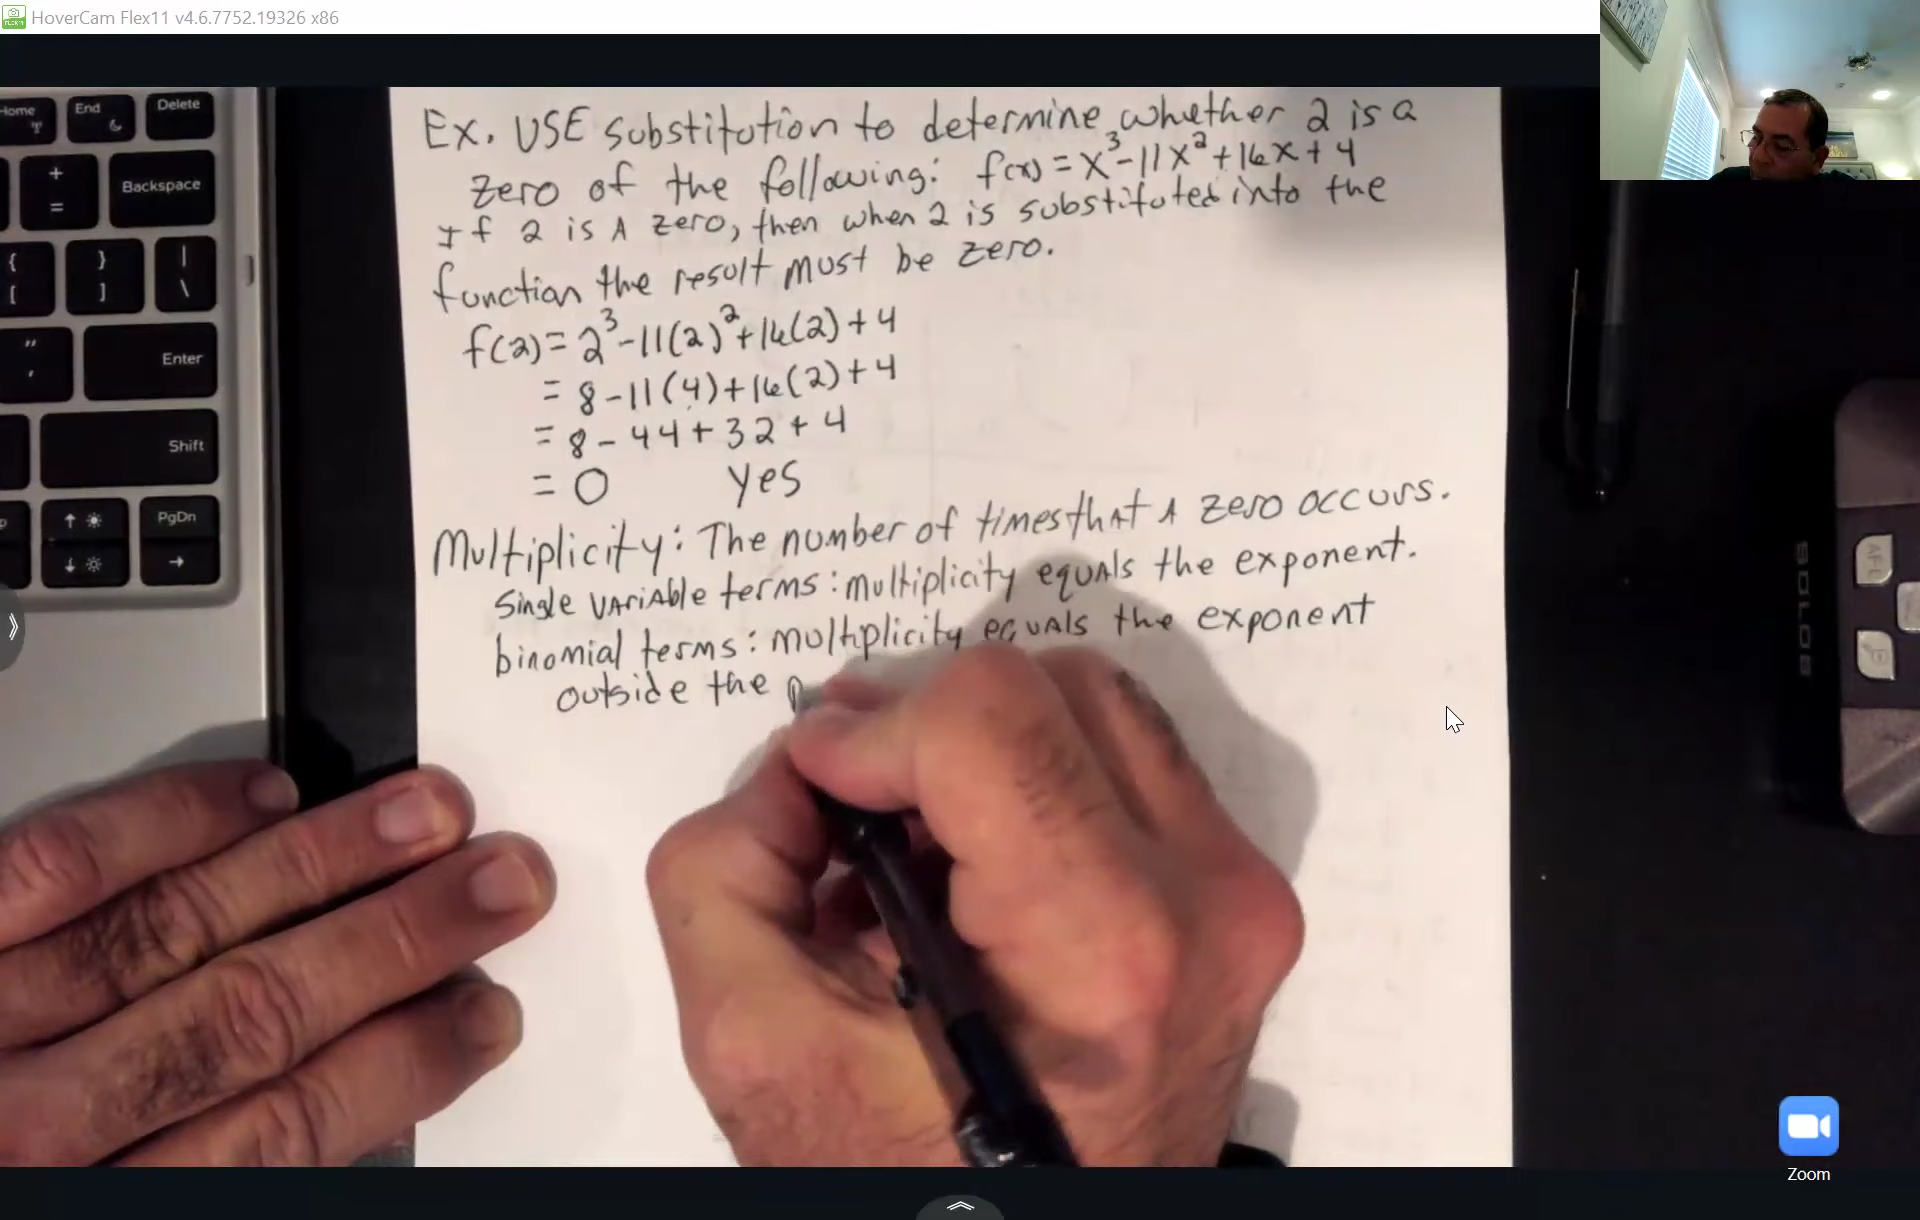 HoverCam Flex11 v4.6.7752.19326 x86
Home
End
Delete
+
=
Backspace
{
[
}
]
|
\
"
'
Enter
Shift
PgDn
Ex. USE substitution to determine whether 2 is a
zero of the following: f(x) = x³ - 11x² + 16x + 4
If 2 is A zero, then when 2 is substituted into the
function the result must be zero.
f(2) = 2³ - 11(2)² + 16(2) + 4
= 8 - 11(4) + 16(2) + 4
= 8 - 44 + 32 + 4
= 0 yes
Multiplicity: The number of times that A zero occurs.
Single variable terms: multiplicity equals the exponent.
binomial terms: multiplicity equals the exponent
outside the p
Zoom